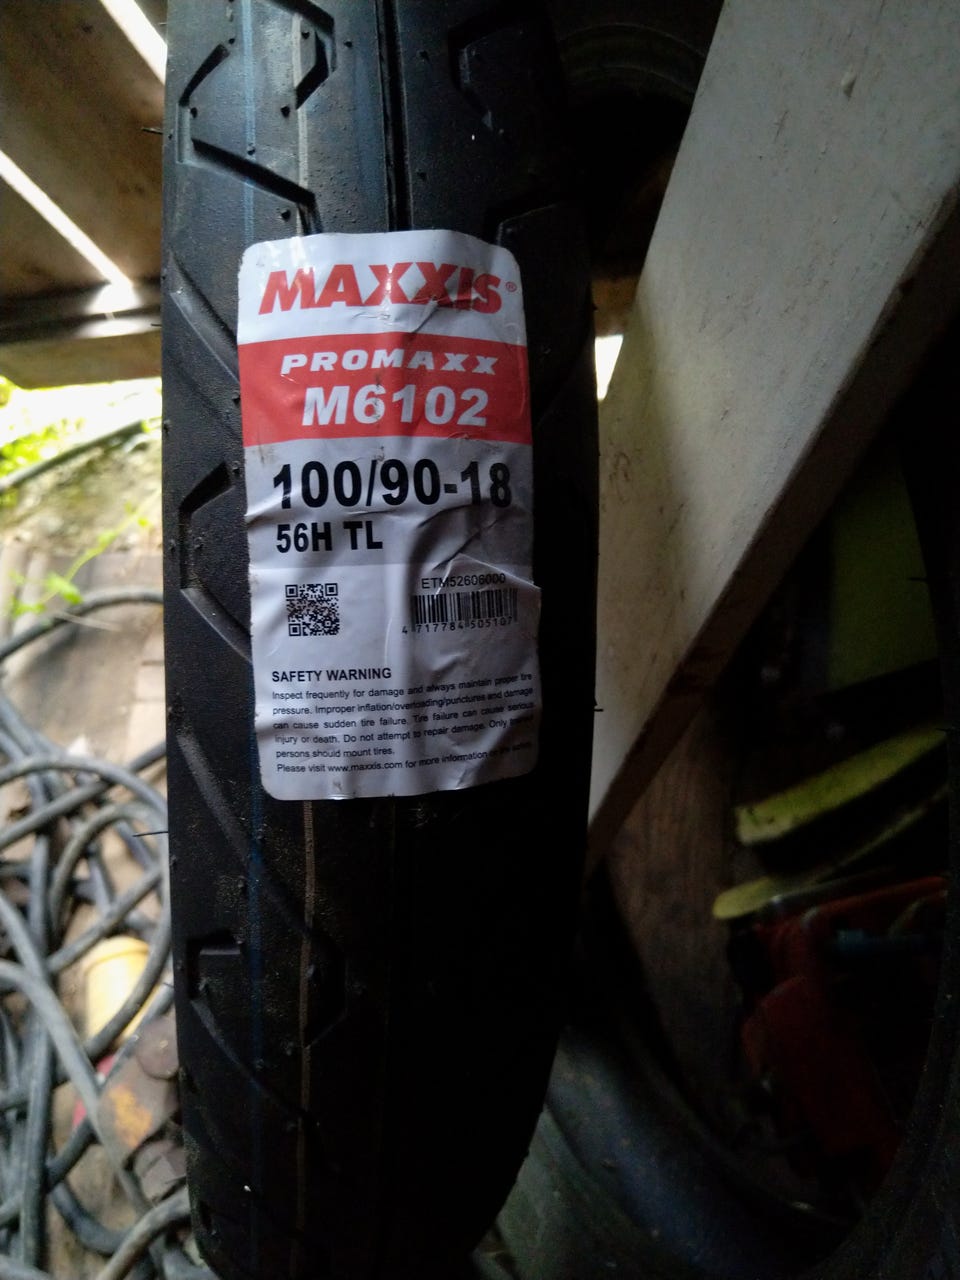 MAXXIS®
PROMAXX
M6102
100/90-18
56H TL
ETM52606000
4 717784 505107
SAFETY WARNING
Inspect frequently for damage and always maintain proper tire
pressure. Improper inflation/overloading/punctures and damage
can cause sudden tire failure. Tire failure can cause serious
injury or death. Do not attempt to repair damage. Only trained
persons should mount tires.
Please visit www.maxxis.com for more information on